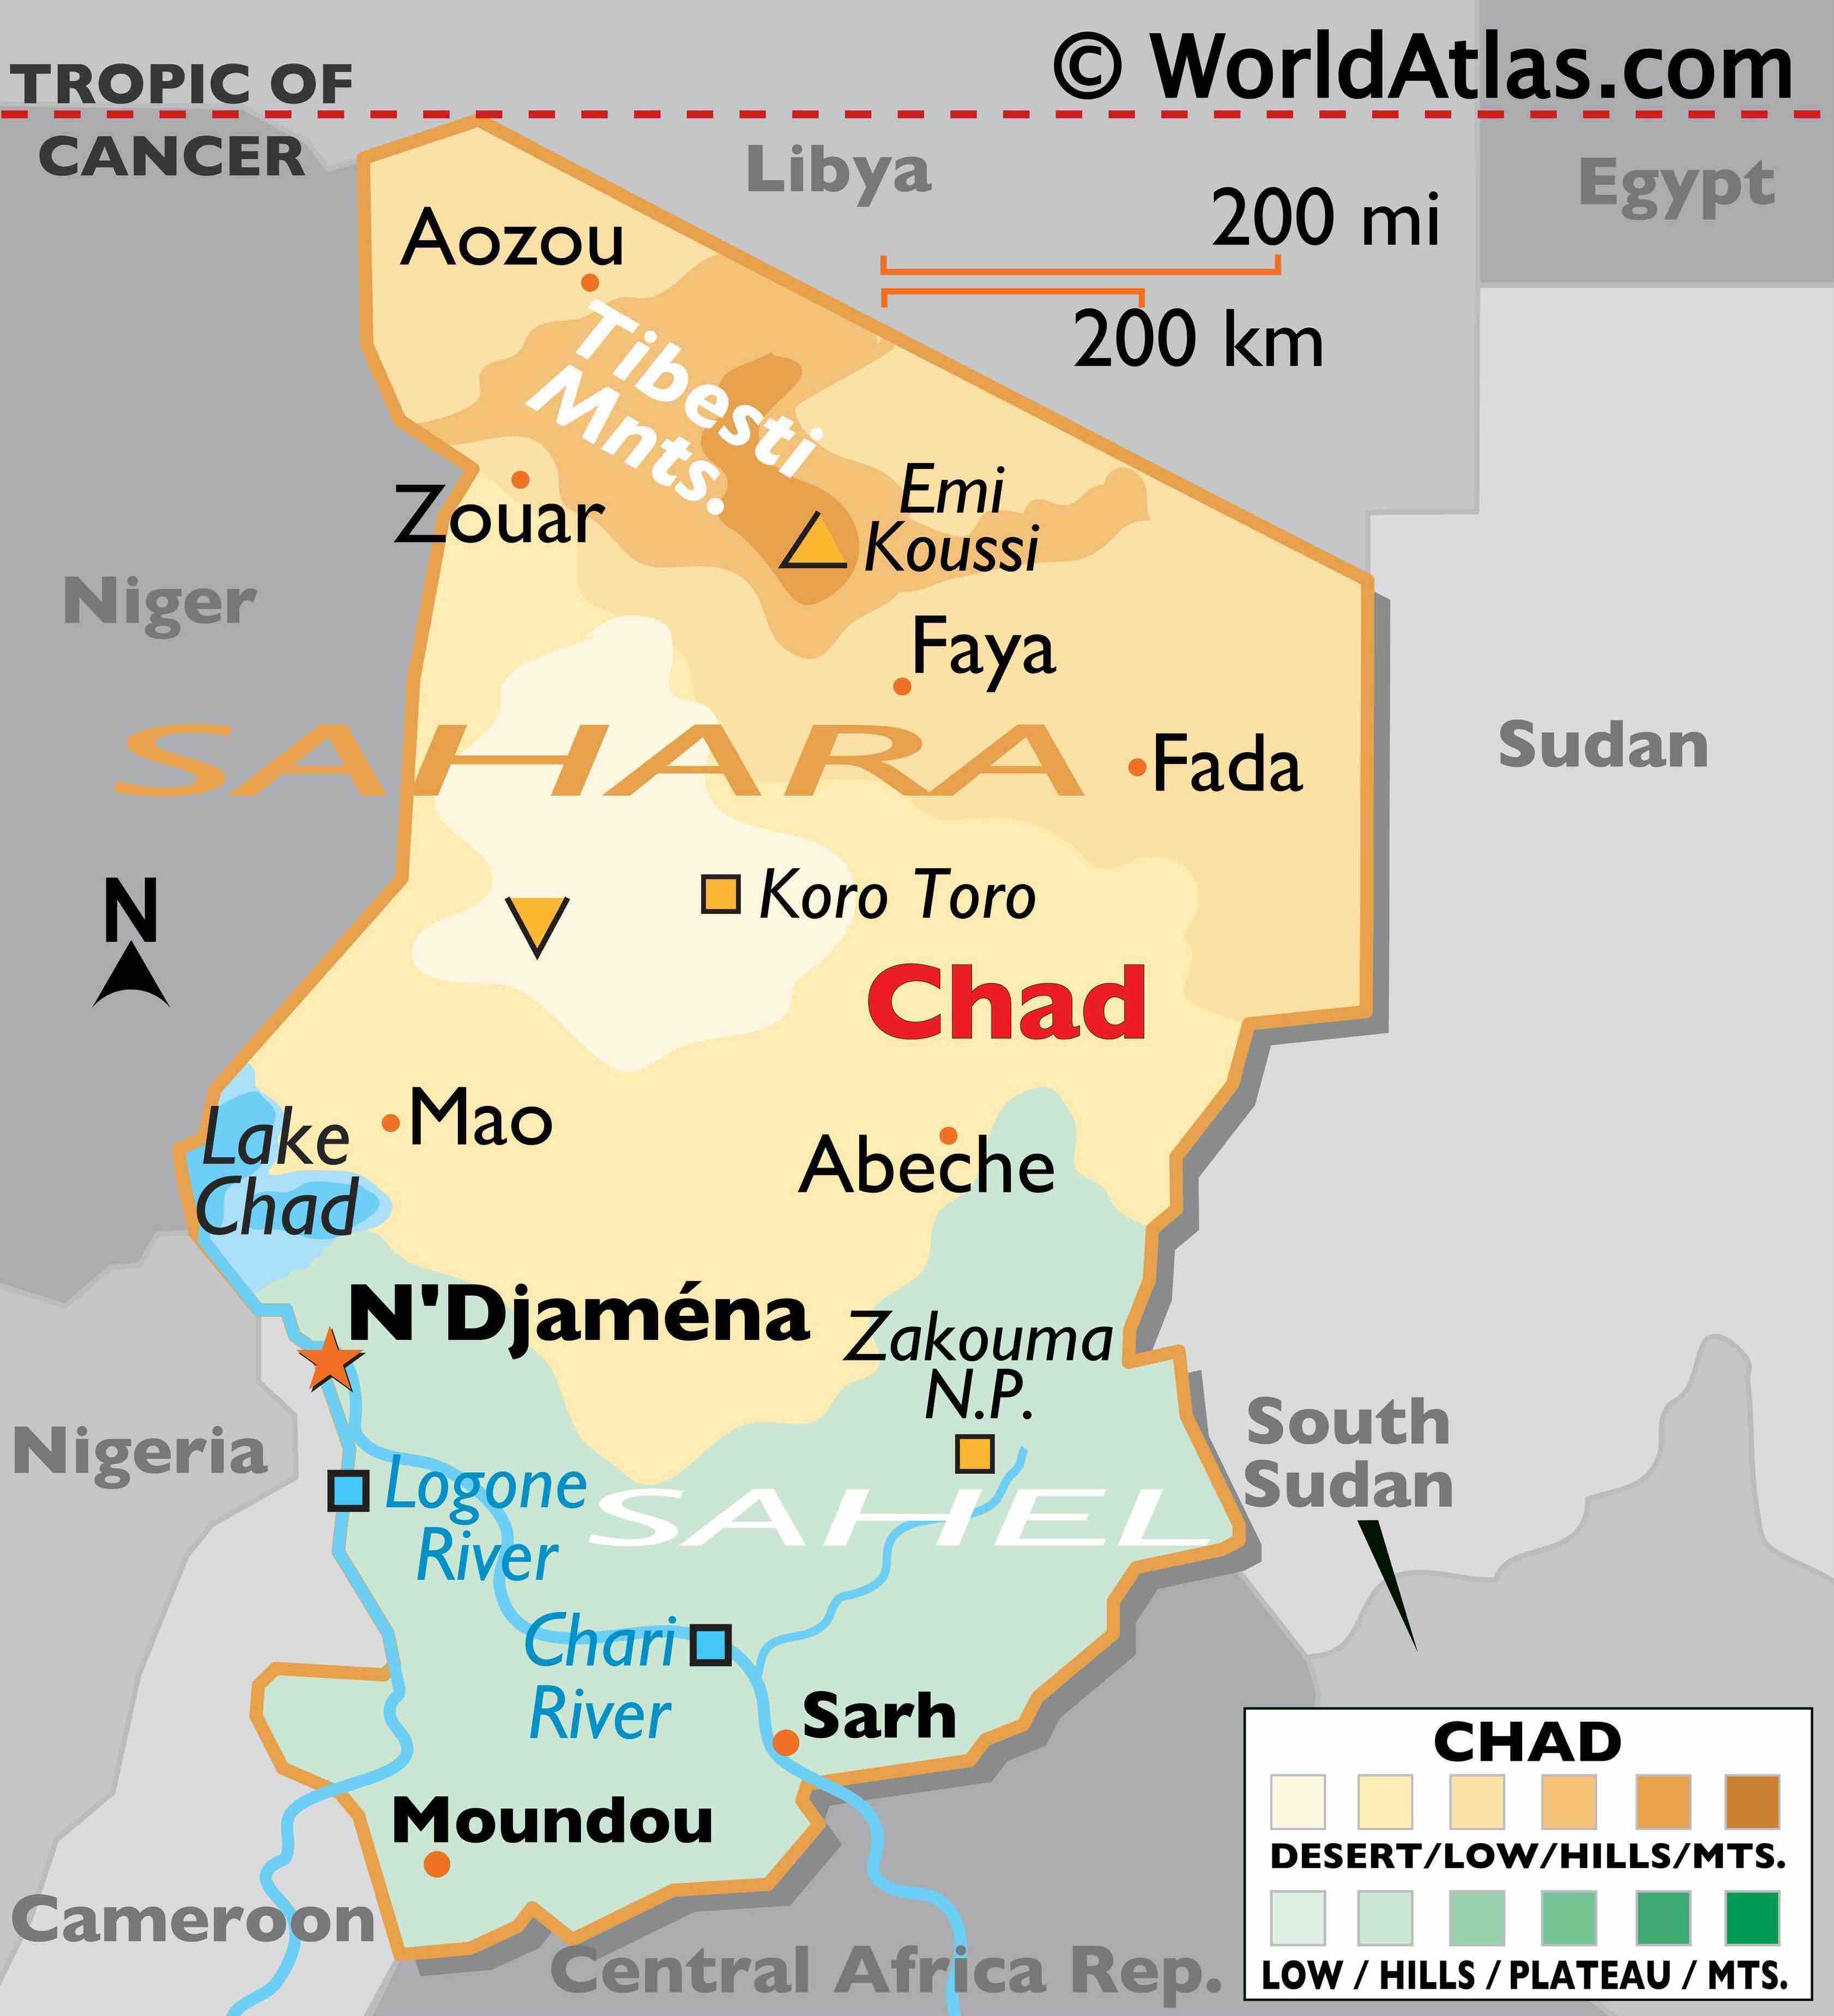 © WorldAtlas.com
TROPIC OF
CANCER
Libya
Egypt
200 mi
200 km
Aozou
Tibesti
Mnts.
Emi
Koussi
Zouar
Niger
Faya
SAHARA
Fada
Sudan
N
Koro Toro
Chad
Mao
Lake
Chad
Abeche
N'Djaména
Zakouma
N.P.
Nigeria
South
Sudan
Logone
River
SAHEL
Chari
River
Sarh
Moundou
Cameroon
Central Africa Rep.
CHAD
DESERT/LOW/HILLS/MTS.
LOW / HILLS / PLATEAU / MTS.